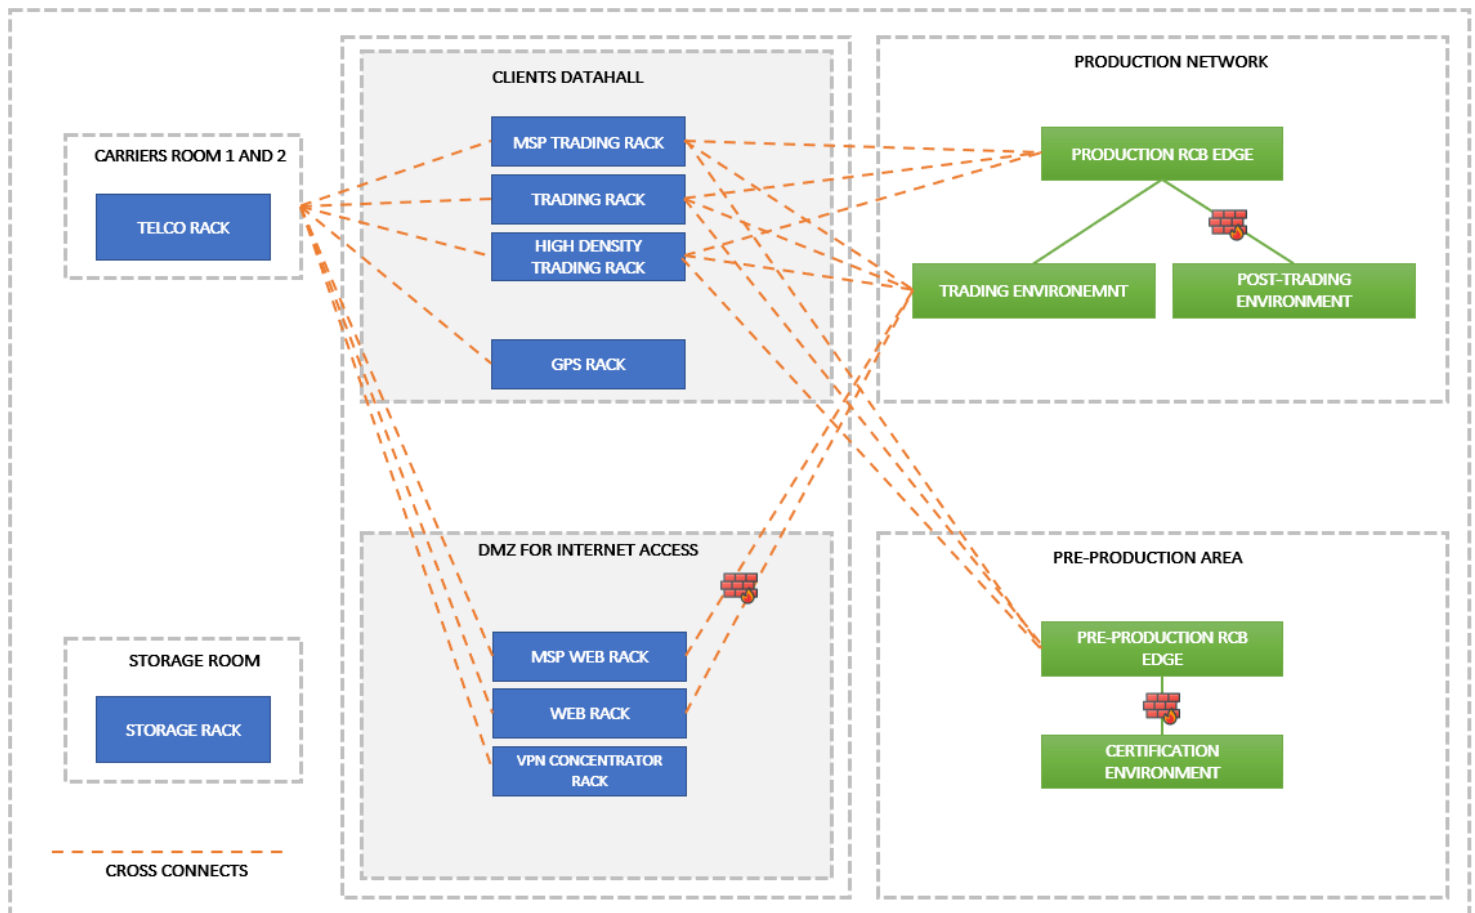 CLIENTS DATAHALL
PRODUCTION NETWORK
MSP TRADING RACK
CARRIERS ROOM 1 AND 2
PRODUCTION RCB EDGE
TRADING RACK
TELCO RACK
HIGH DENSITY
TRADING RACK
TRADING ENVIRONEMNT
POST-TRADING
ENVIRONMENT
GPS RACK
DMZ FOR INTERNET ACCESS
PRE-PRODUCTION AREA
MSP WEB RACK
PRE-PRODUCTION RCB
EDGE
STORAGE ROOM
WEB RACK
STORAGE RACK
VPN CONCENTRATOR
RACK
CERTIFICATION
ENVIRONMENT
CROSS CONNECTS